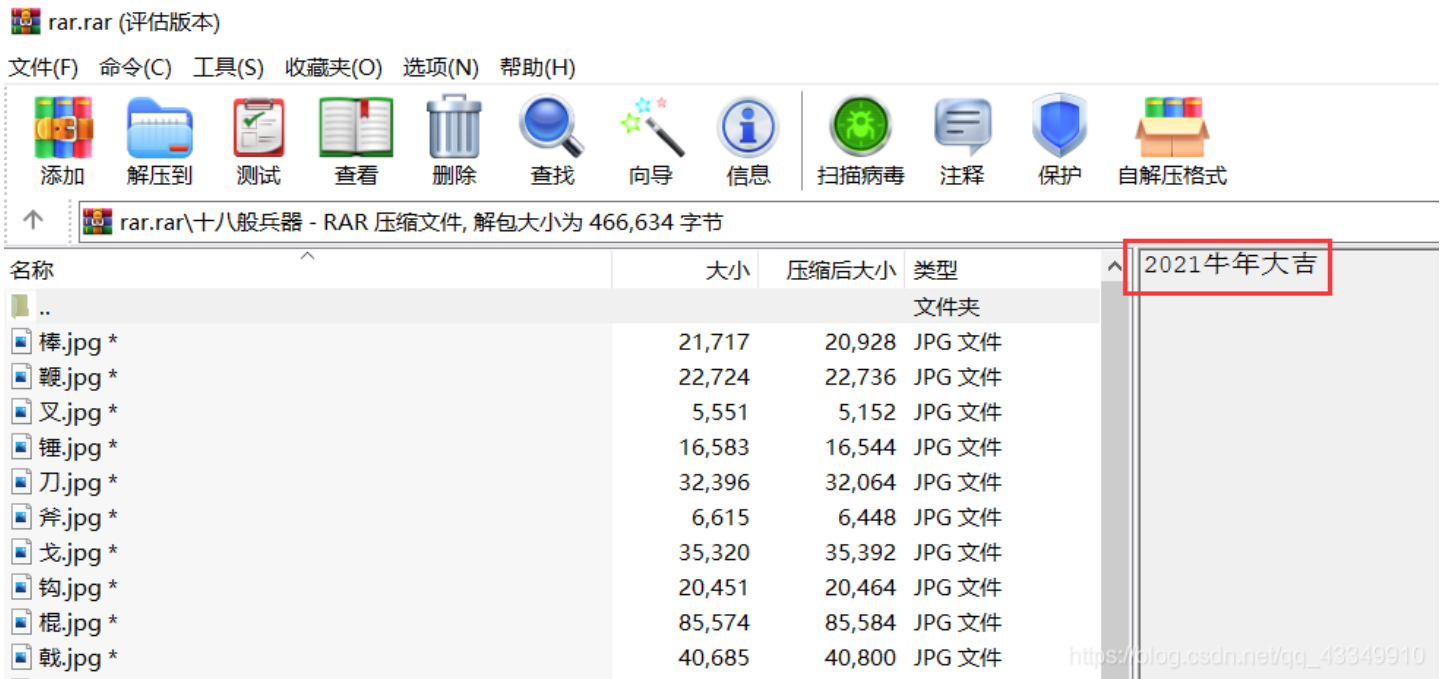 rar.rar (评估版本)
文件(F) 命令(C) 工具(S) 收藏夹(O) 选项(N) 帮助(H)
添加 解压到 测试 查看 删除 查找 向导 信息 扫描病毒 注释 保护 自解压格式
rar.rar\十八般兵器 - RAR 压缩文件, 解包大小为 466,634 字节
名称 大小 压缩后大小 类型 2021牛年大吉
.. 文件夹
棒.jpg * 21,717 20,928 JPG 文件
鞭.jpg * 22,724 22,736 JPG 文件
叉.jpg * 5,551 5,152 JPG 文件
锤.jpg * 16,583 16,544 JPG 文件
刀.jpg * 32,396 32,064 JPG 文件
斧.jpg * 6,615 6,448 JPG 文件
戈.jpg * 35,320 35,392 JPG 文件
钩.jpg * 20,451 20,464 JPG 文件
棍.jpg * 85,574 85,584 JPG 文件
戟.jpg * 40,685 40,800 JPG 文件
https://blog.csdn.net/qq_43349910